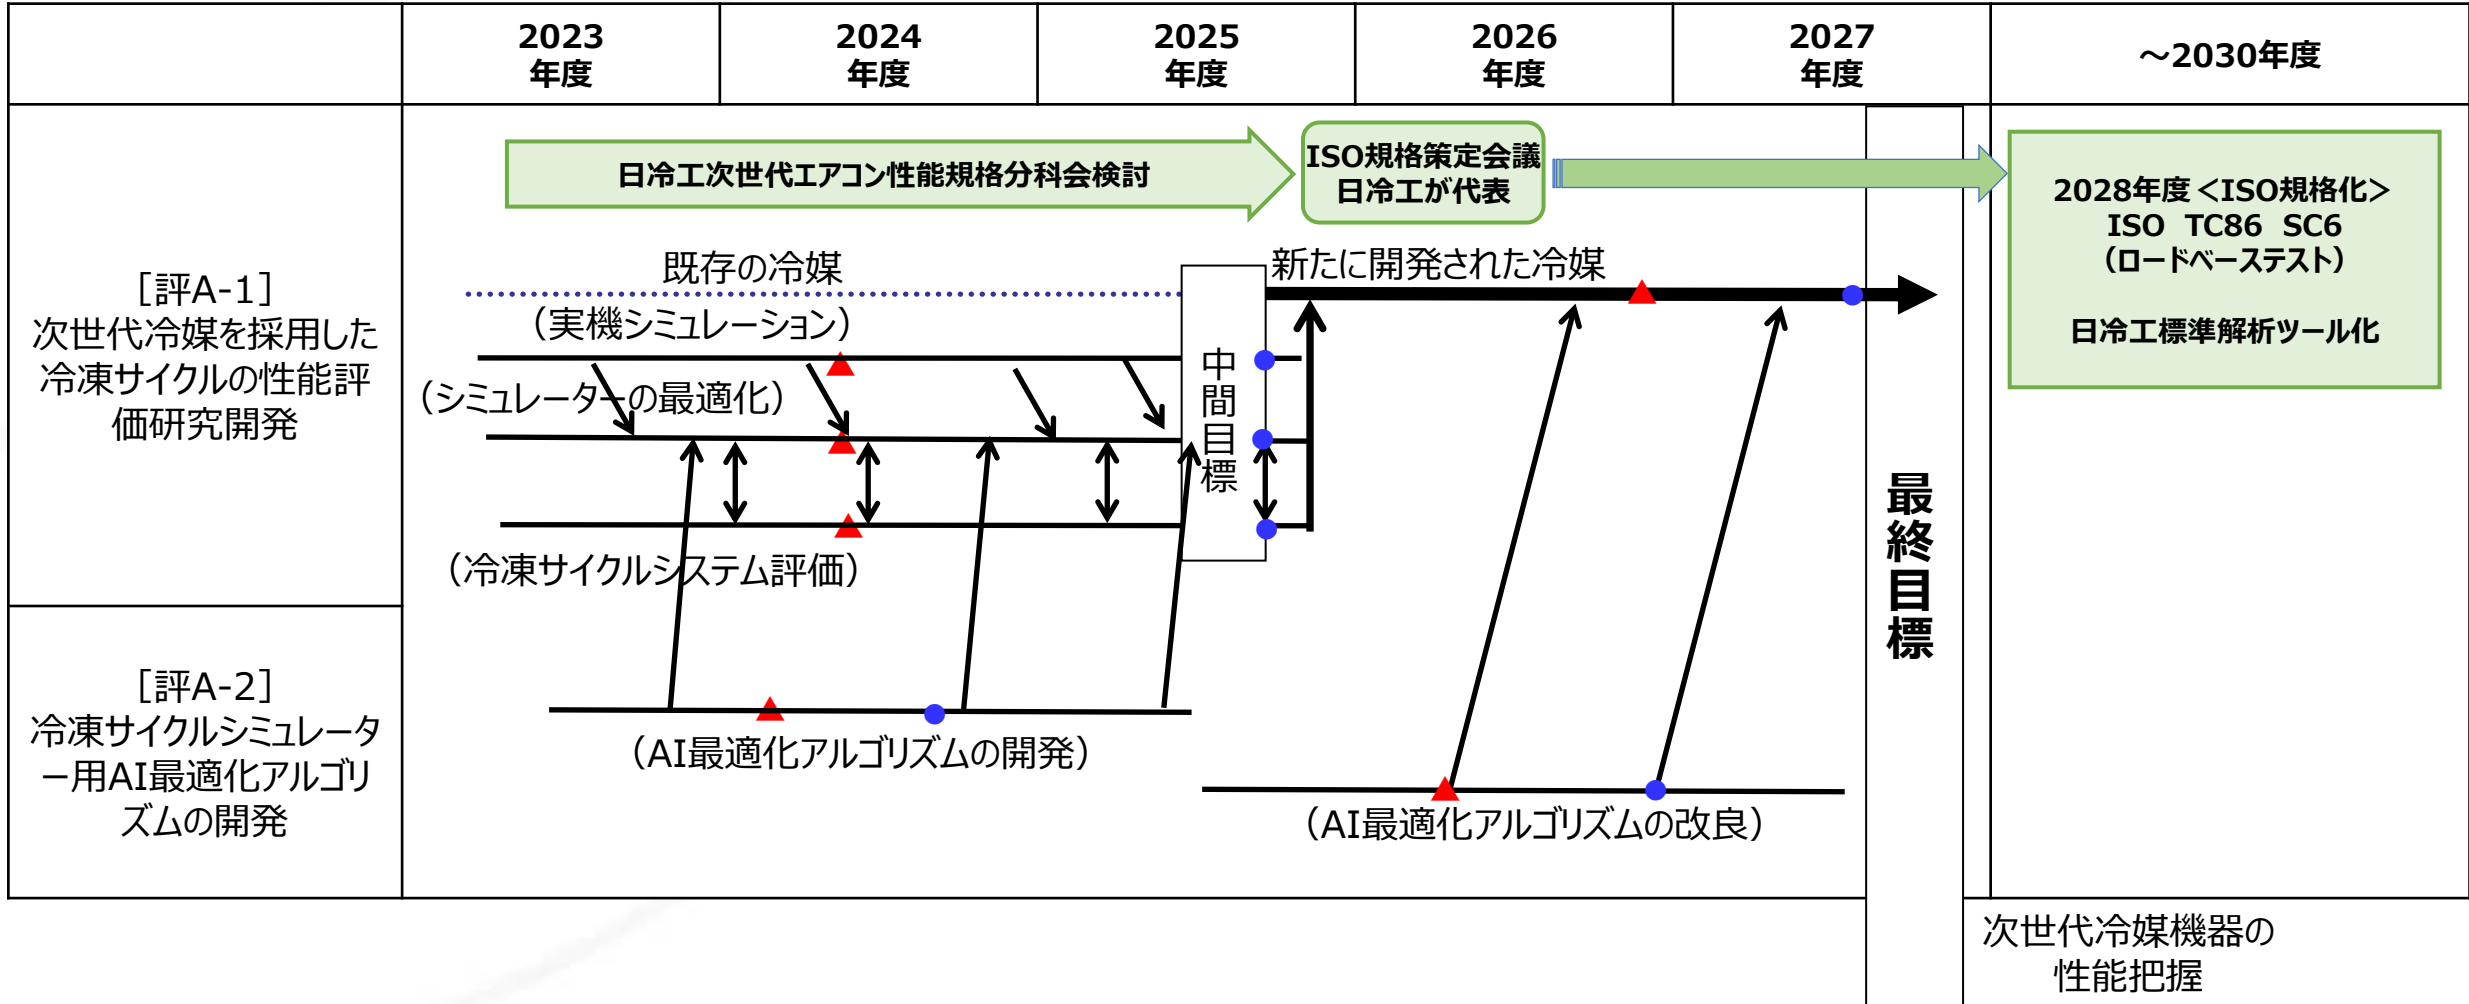 2023
年度
2024
年度
2025
年度
2026
年度
2027
年度
～2030年度
［評A-1］
次世代冷媒を採用した
冷凍サイクルの性能評
価研究開発
日冷工次世代エアコン性能規格分科会検討
ISO規格策定会議
日冷工が代表
2028年度＜ISO規格化＞
ISO TC86 SC6
（ロードベーステスト）
日冷工標準解析ツール化
既存の冷媒
新たに開発された冷媒
（実機シミュレーション）
（シミュレーターの最適化）
中間目標
（冷凍サイクルシステム評価）
最終目標
［評A-2］
冷凍サイクルシミュレータ
ー用AI最適化アルゴリ
ズムの開発
（AI最適化アルゴリズムの開発）
（AI最適化アルゴリズムの改良）
次世代冷媒機器の
性能把握